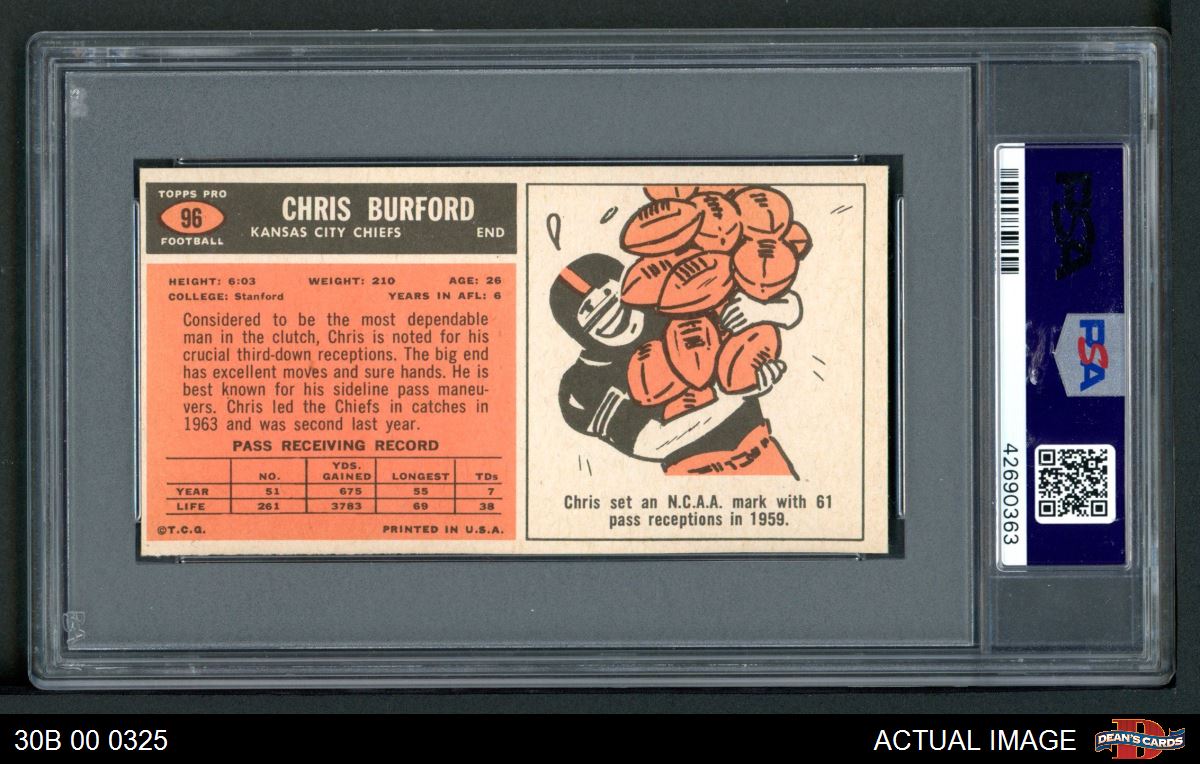 TOPPS PRO
96
FOOTBALL
CHRIS BURFORD
KANSAS CITY CHIEFS END
HEIGHT: 6:03 WEIGHT: 210 AGE: 26
COLLEGE: Stanford YEARS IN AFL: 6
Considered to be the most dependable
man in the clutch, Chris is noted for his
crucial third-down receptions. The big end
has excellent moves and sure hands. He is
best known for his sideline pass maneu-
vers. Chris led the Chiefs in catches in
1963 and was second last year.
PASS RECEIVING RECORD
NO. YDS. GAINED LONGEST TDs
YEAR 51 675 55 7
LIFE 261 3783 69 38
©T.C.G. PRINTED IN U.S.A.
Chris set an N.C.A.A. mark with 61
pass receptions in 1959.
PSA
PSA
42690363
30B 00 0325
ACTUAL IMAGE
DEAN'S CARDS